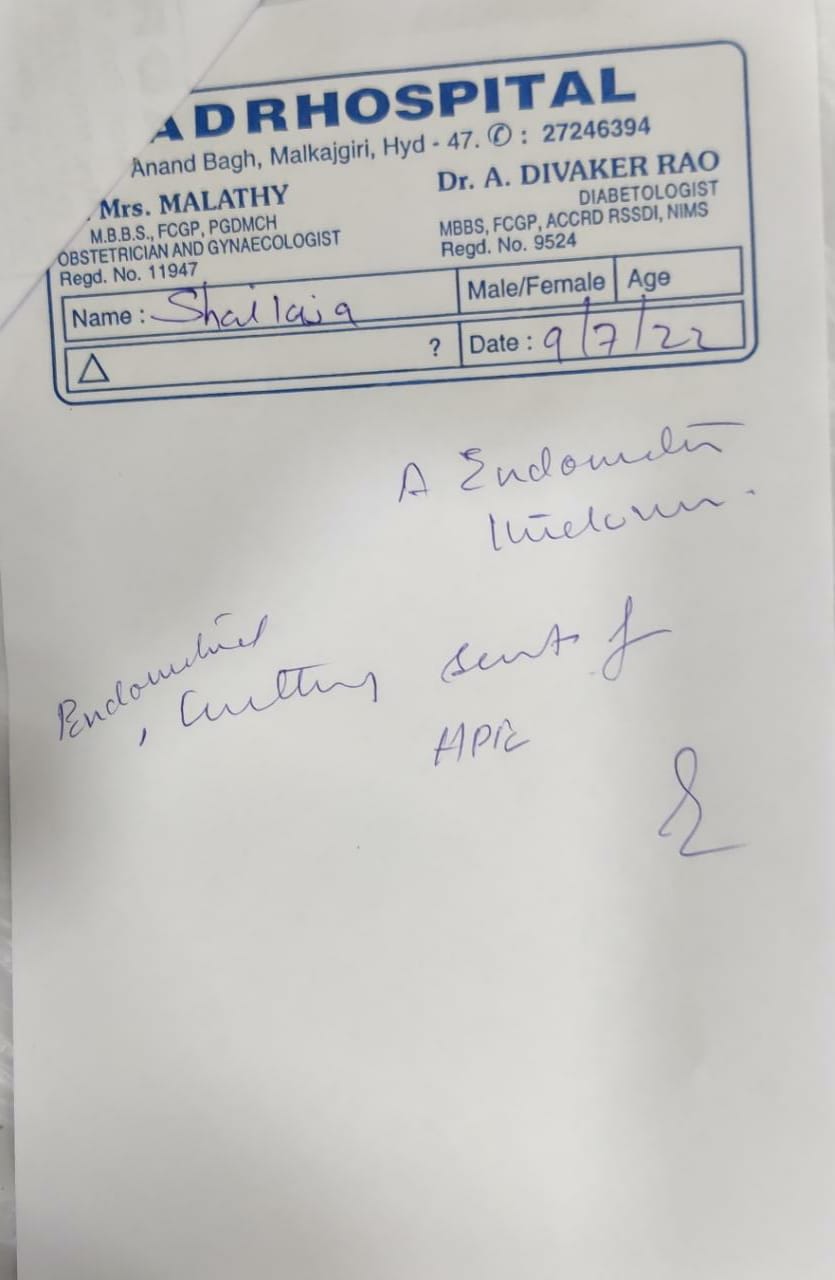 ADRHOSPITAL
Anand Bagh, Malkajgiri, Hyd - 47. ✆ : 27246394
Mrs. MALATHY
M.B.B.S., FCGP, PGDMCH
OBSTETRICIAN AND GYNAECOLOGIST
Regd. No. 11947
Dr. A. DIVAKER RAO
DIABETOLOGIST
MBBS, FCGP, ACCRD RSSDI, NIMS
Regd. No. 9524
Name : Shailaja
Male/Female
Age
△ ?
Date : 9/7/22
Endometrial
sent f
HPE